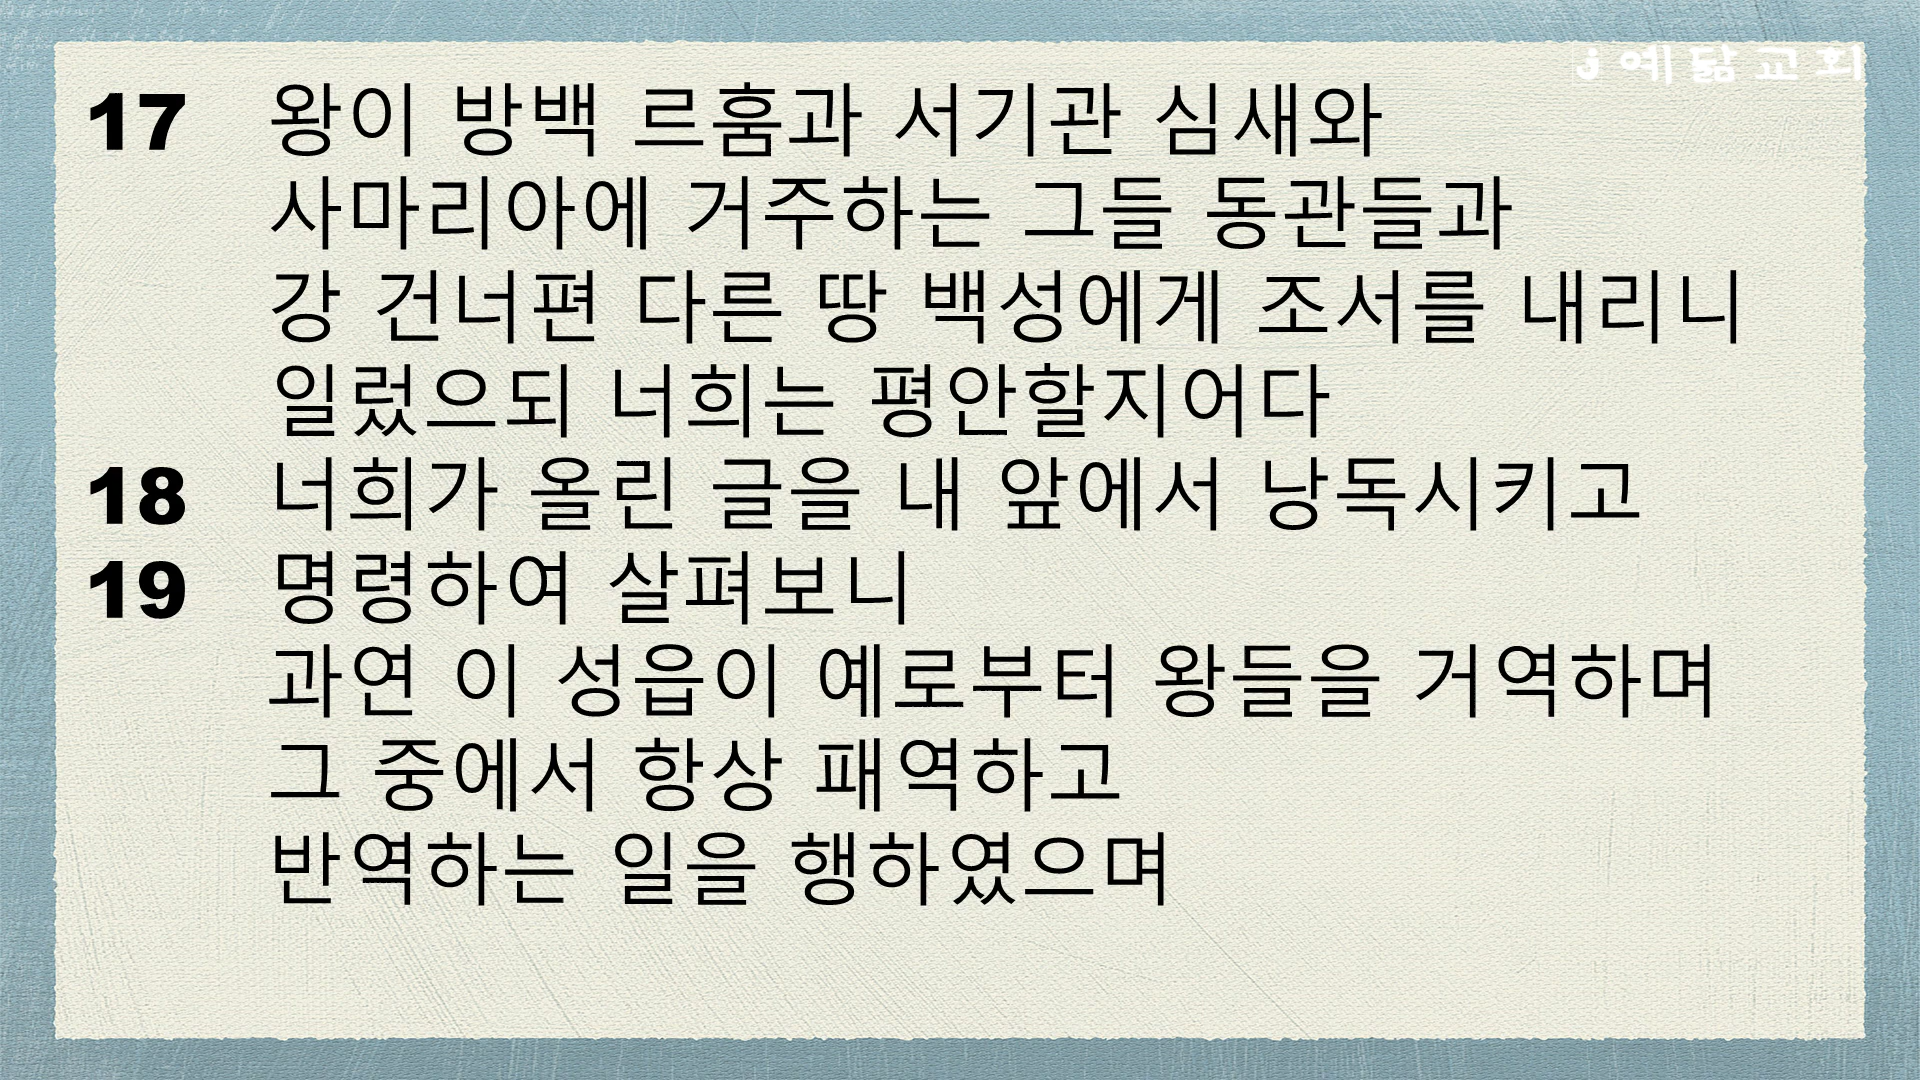 J 예닮교회
17 왕이 방백 르훔과 서기관 심새와
사마리아에 거주하는 그들 동관들과
강 건너편 다른 땅 백성에게 조서를 내리니
일렀으되 너희는 평안할지어다
18 너희가 올린 글을 내 앞에서 낭독시키고
19 명령하여 살펴보니
과연 이 성읍이 예로부터 왕들을 거역하며
그 중에서 항상 패역하고
반역하는 일을 행하였으며